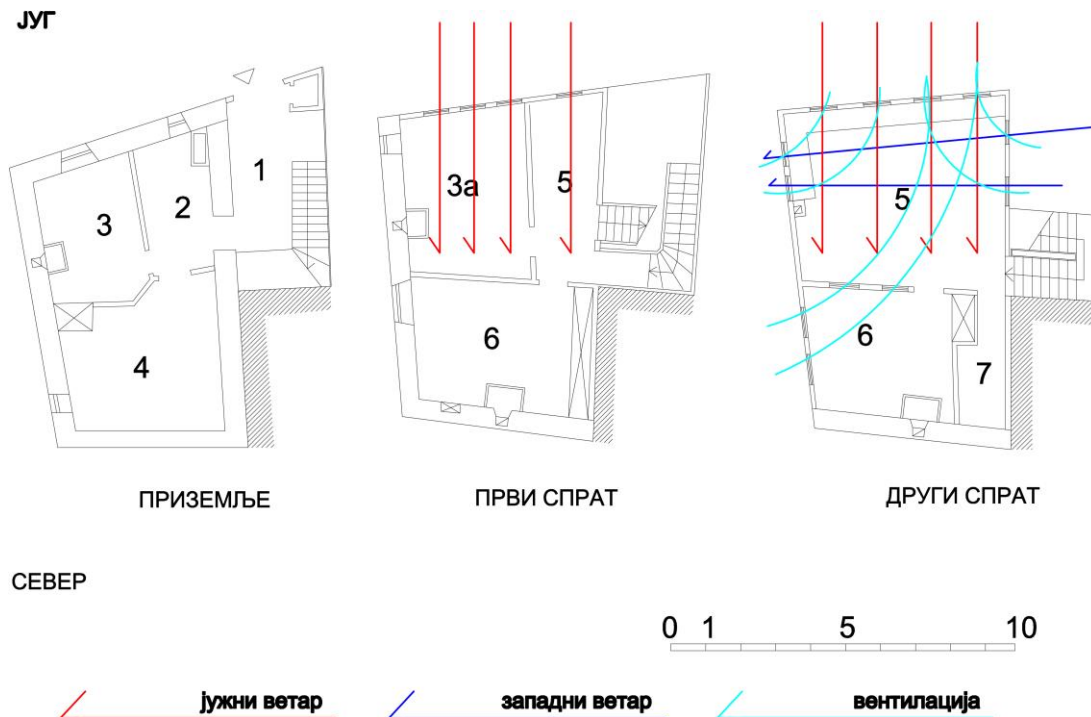 ЈУГ
1
2
3
4
3а
5
6
5
6
7
ПРИЗЕМЉЕ
ПРВИ СПРАТ
ДРУГИ СПРАТ
СЕВЕР
0 1 5 10
јужни ветар
западни ветар
вентилација